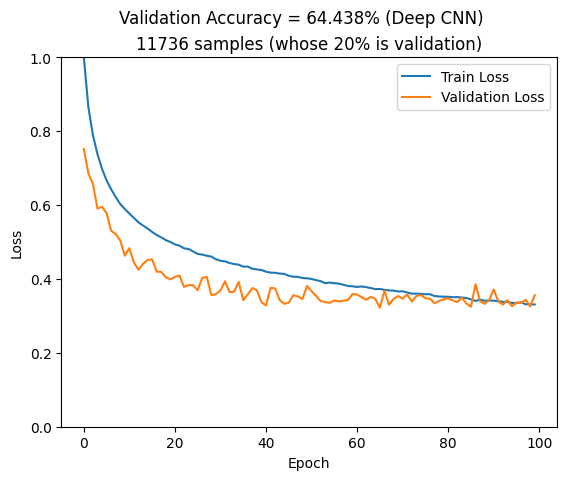 Validation Accuracy = 64.438% (Deep CNN)
11736 samples (whose 20% is validation)
Train Loss
Validation Loss
Loss
1.0
0.8
0.6
0.4
0.2
0.0
0 20 40 60 80 100
Epoch